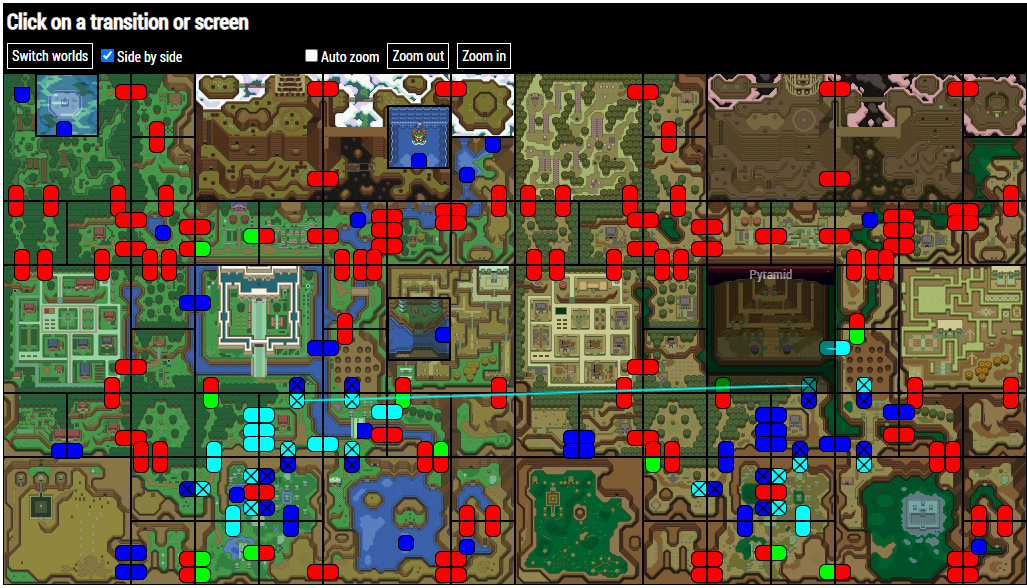 Click on a transition or screen
Switch worlds Side by side Auto zoom Zoom out Zoom in
Pyramid